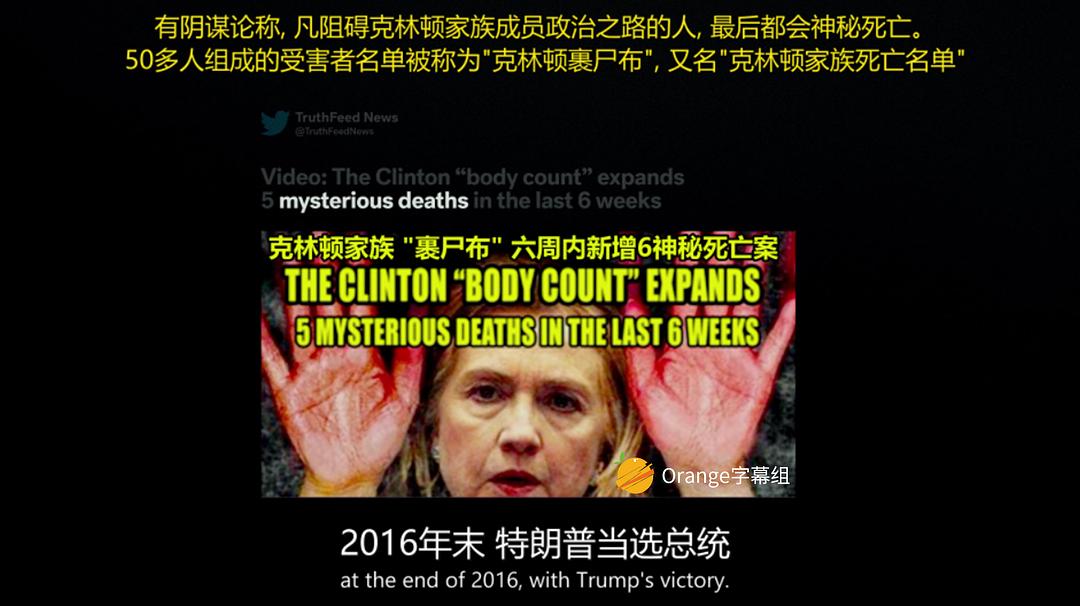 有阴谋论称, 凡阻碍克林顿家族成员政治之路的人, 最后都会神秘死亡。
50多人组成的受害者名单被称为"克林顿裹尸布", 又名"克林顿家族死亡名单"
TruthFeed News
@TruthFeedNews
Video: The Clinton “body count” expands
5 mysterious deaths in the last 6 weeks
克林顿家族 "裹尸布" 六周内新增6神秘死亡案
THE CLINTON “BODY COUNT” EXPANDS
5 MYSTERIOUS DEATHS IN THE LAST 6 WEEKS
Orange字幕组
2016年末 特朗普当选总统
at the end of 2016, with Trump's victory.